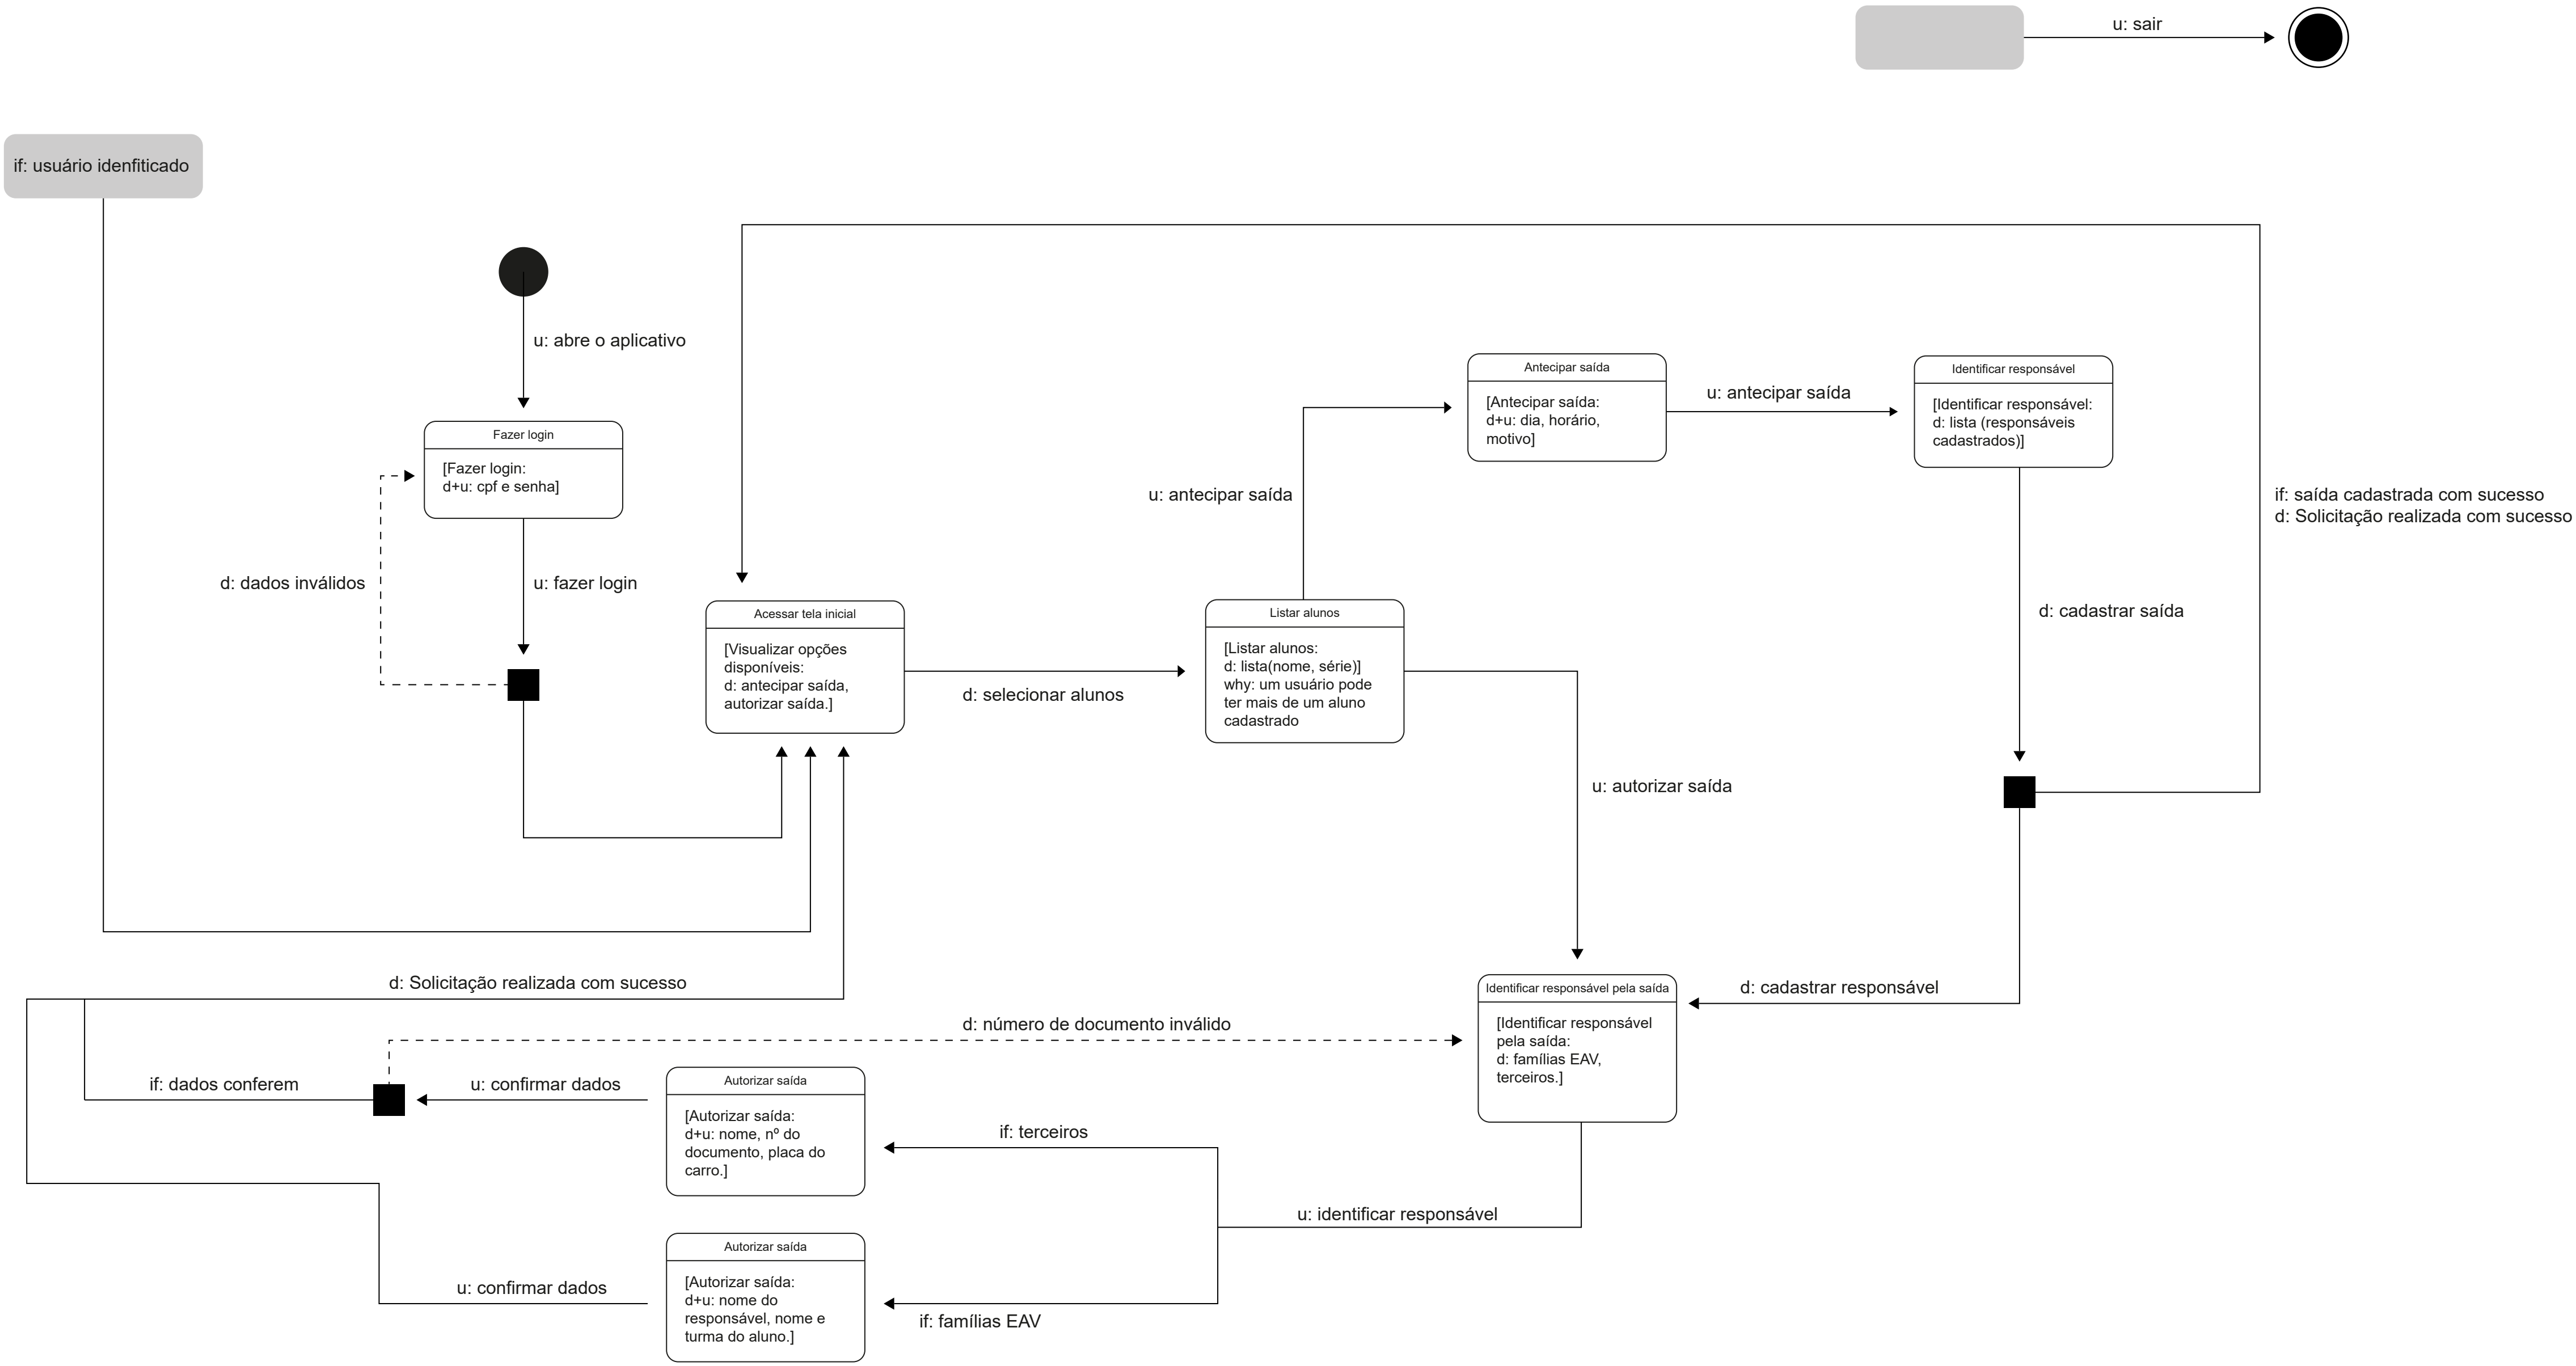 u: sair
if: usuário idenfiticado
u: abre o aplicativo
Fazer login
[Fazer login:
d+u: cpf e senha]
d: dados inválidos
u: fazer login
Acessar tela inicial
[Visualizar opções
disponíveis:
d: antecipar saída,
autorizar saída.]
d: selecionar alunos
Listar alunos
[Listar alunos:
d: lista(nome, série)]
why: um usuário pode
ter mais de um aluno
cadastrado
u: antecipar saída
Antecipar saída
[Antecipar saída:
d+u: dia, horário,
motivo]
u: antecipar saída
Identificar responsável
[Identificar responsável:
d: lista (responsáveis
cadastrados)]
if: saída cadastrada com sucesso
d: Solicitação realizada com sucesso
d: cadastrar saída
u: autorizar saída
d: cadastrar responsável
Identificar responsável pela saída
[Identificar responsável
pela saída:
d: famílias EAV,
terceiros.]
d: Solicitação realizada com sucesso
d: número de documento inválido
if: dados conferem
u: confirmar dados
Autorizar saída
[Autorizar saída:
d+u: nome, nº do
documento, placa do
carro.]
if: terceiros
u: identificar responsável
u: confirmar dados
Autorizar saída
[Autorizar saída:
d+u: nome do
responsável, nome e
turma do aluno.]
if: famílias EAV